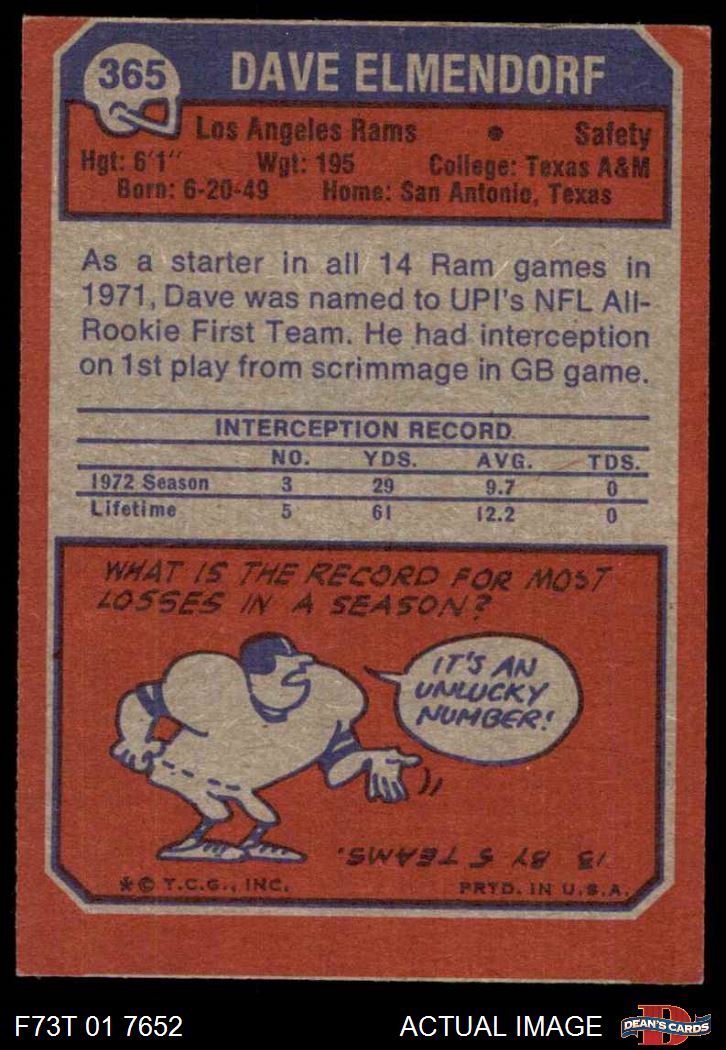 365
DAVE ELMENDORF
Los Angeles Rams • Safety
Hgt: 6'1" Wgt: 195 College: Texas A&M
Born: 6-20-49 Home: San Antonio, Texas
As a starter in all 14 Ram games in
1971, Dave was named to UPI's NFL All-
Rookie First Team. He had interception
on 1st play from scrimmage in GB game.
INTERCEPTION RECORD
NO. YDS. AVG. TDS.
1972 Season 3 29 9.7 0
Lifetime 5 61 12.2 0
WHAT IS THE RECORD FOR MOST
LOSSES IN A SEASON?
IT'S AN
UNLUCKY
NUMBER!
13 BY 5 TEAMS.
* © T.C.G., INC. PRTD. IN U.S.A.
F73T 01 7652 ACTUAL IMAGE
D
DEAN'S CARDS